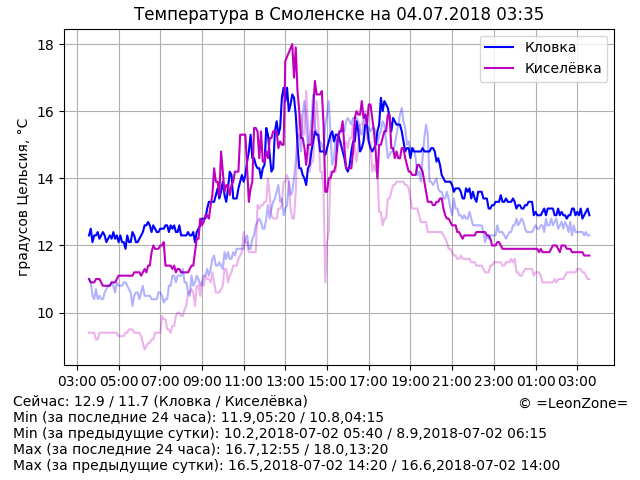 Температура в Смоленске на 04.07.2018 03:35
градусов Цельсия, °C
18
16
14
12
10
Кловка
Киселёвка
03:00 05:00 07:00 09:00 11:00 13:00 15:00 17:00 19:00 21:00 23:00 01:00 03:00
Сейчас: 12.9 / 11.7 (Кловка / Киселёвка)
© =LeonZone=
Min (за последние 24 часа): 11.9,05:20 / 10.8,04:15
Min (за предыдущие сутки): 10.2,2018-07-02 05:40 / 8.9,2018-07-02 06:15
Max (за последние 24 часа): 16.7,12:55 / 18.0,13:20
Max (за предыдущие сутки): 16.5,2018-07-02 14:20 / 16.6,2018-07-02 14:00